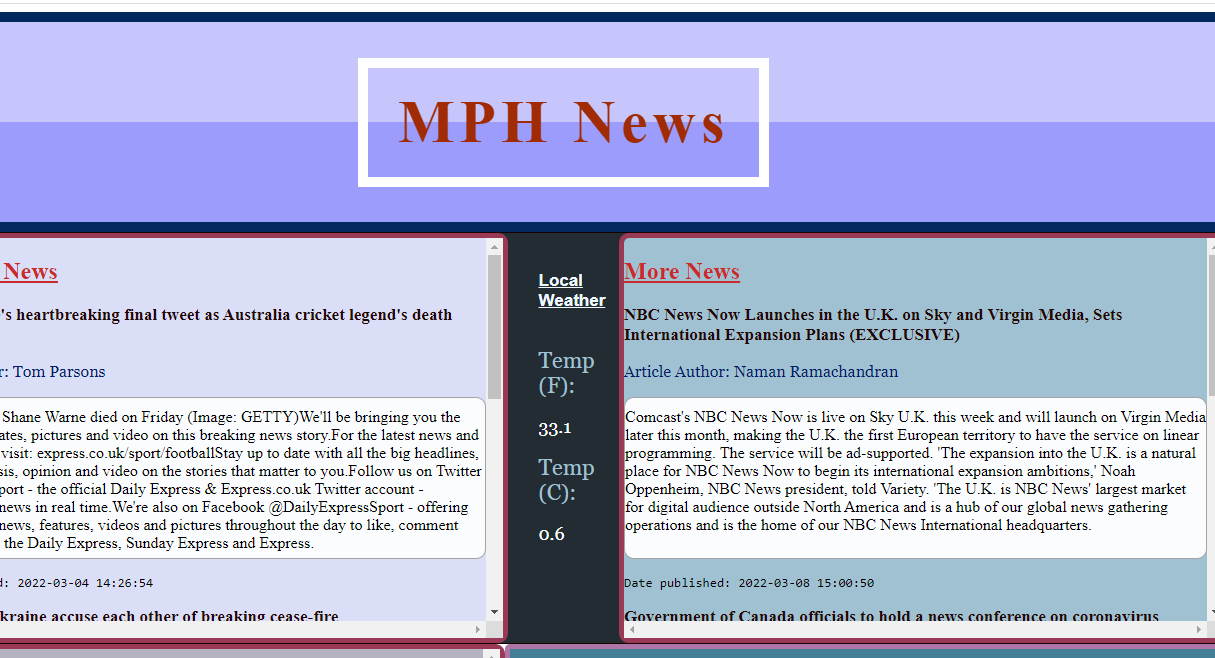 MPH News
News
's heartbreaking final tweet as Australia cricket legend's death
r: Tom Parsons
Shane Warne died on Friday (Image: GETTY)We'll be bringing you the
ates, pictures and video on this breaking news story.For the latest news and
visit: express.co.uk/sport/footballStay up to date with all the big headlines,
sis, opinion and video on the stories that matter to you.Follow us on Twitter
port - the official Daily Express & Express.co.uk Twitter account -
news in real time.We're also on Facebook @DailyExpressSport - offering
news, features, videos and pictures throughout the day to like, comment
the Daily Express, Sunday Express and Express.
d: 2022-03-04 14:26:54
kraine accuse each other of breaking cease-fire
Local
Weather
Temp
(F):
33.1
Temp
(C):
0.6
More News
NBC News Now Launches in the U.K. on Sky and Virgin Media, Sets
International Expansion Plans (EXCLUSIVE)
Article Author: Naman Ramachandran
Comcast's NBC News Now is live on Sky U.K. this week and will launch on Virgin Media
later this month, making the U.K. the first European territory to have the service on linear
programming. The service will be ad-supported. 'The expansion into the U.K. is a natural
place for NBC News Now to begin its international expansion ambitions,' Noah
Oppenheim, NBC News president, told Variety. 'The U.K. is NBC News' largest market
for digital audience outside North America and is a hub of our global news gathering
operations and is the home of our NBC News International headquarters.
Date published: 2022-03-08 15:00:50
Government of Canada officials to hold a news conference on coronavirus